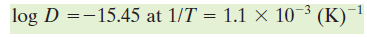 log D =−15.45 at 1/T = 1.1 × 10⁻³ (K)⁻¹